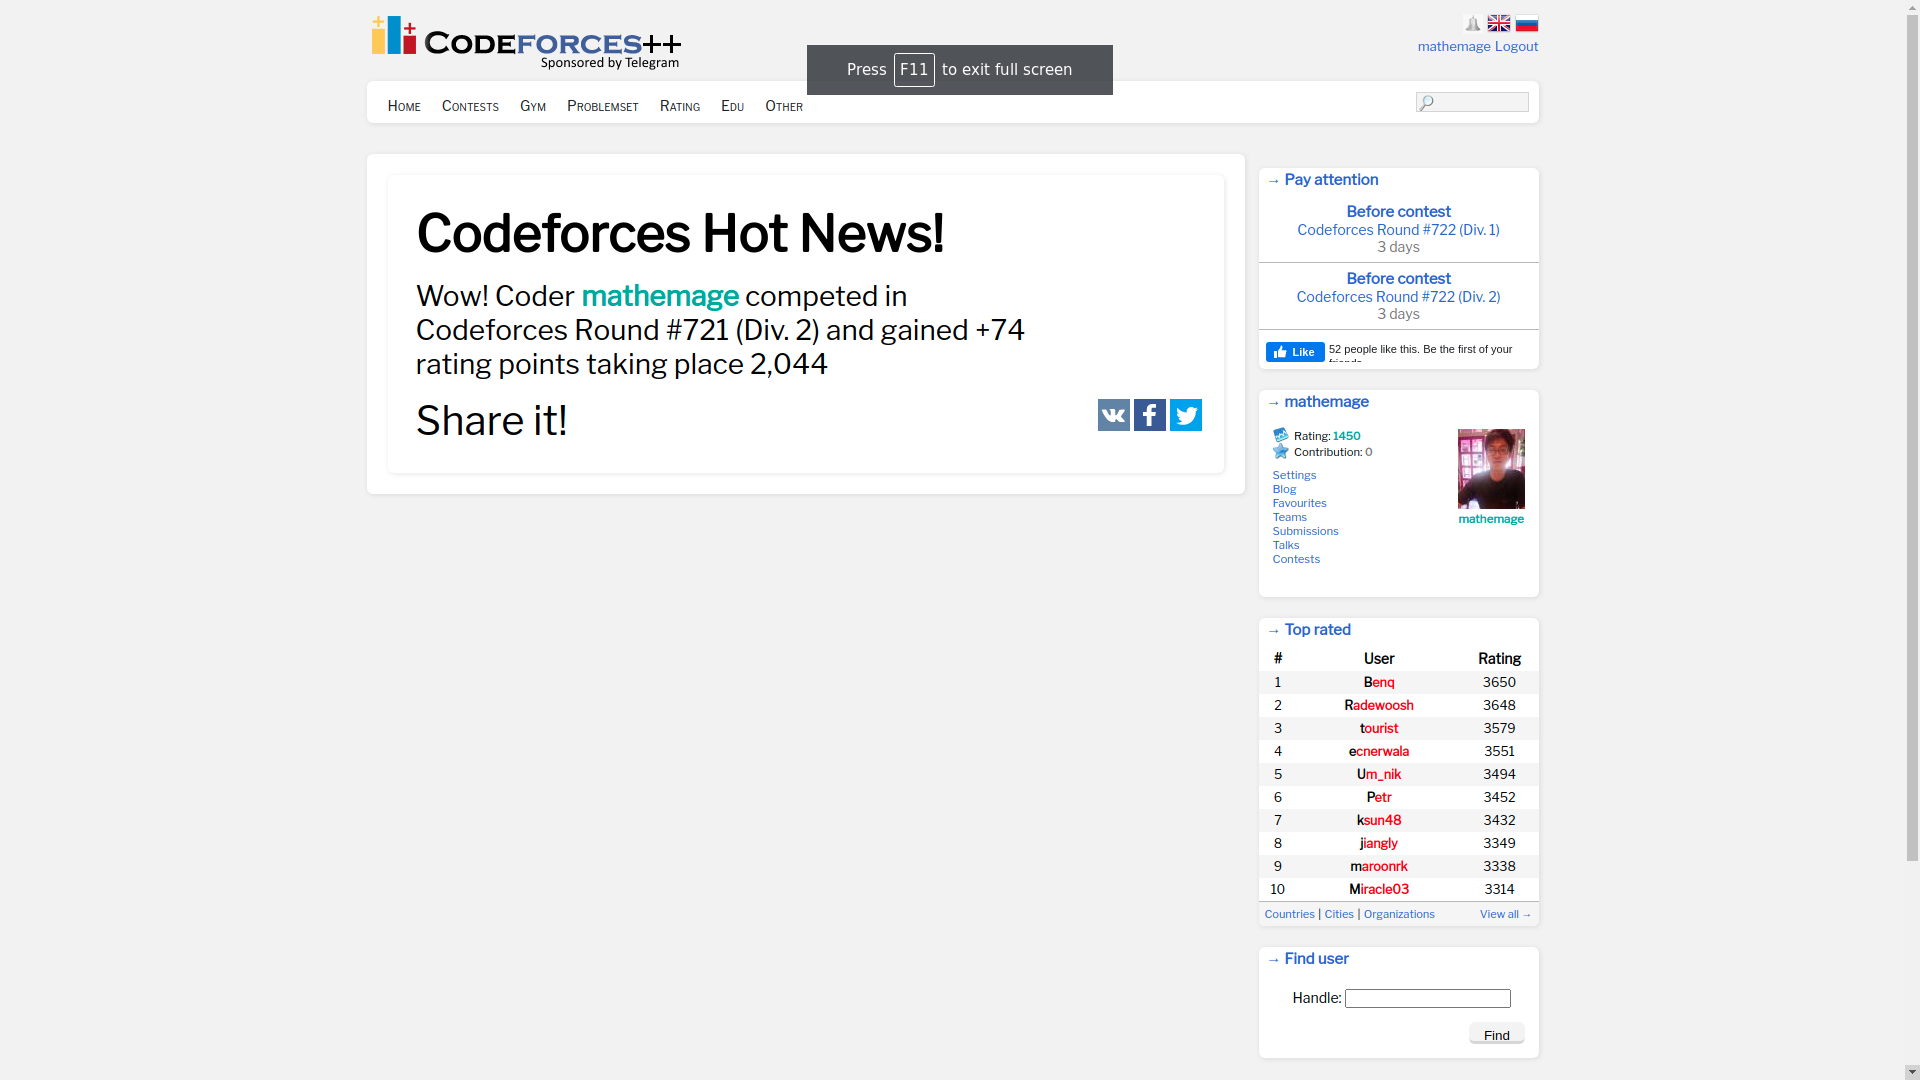 CODEFORCES++
Sponsored by Telegram
mathemage Logout
Press F11 to exit full screen
HOME CONTESTS GYM PROBLEMSET RATING EDU OTHER
Codeforces Hot News!
Wow! Coder mathemage competed in
Codeforces Round #721 (Div. 2) and gained +74
rating points taking place 2,044
Share it!
→ Pay attention
Before contest
Codeforces Round #722 (Div. 1)
3 days
Before contest
Codeforces Round #722 (Div. 2)
3 days
Like 52 people like this. Be the first of your
friends.
→ mathemage
Rating: 1450
Contribution: 0
Settings
Blog
Favourites
Teams
Submissions
Talks
Contests
mathemage
→ Top rated
# User Rating
1 Benq 3650
2 Radewoosh 3648
3 tourist 3579
4 ecnerwala 3551
5 Um_nik 3494
6 Petr 3452
7 ksun48 3432
8 jiangly 3349
9 maroonrk 3338
10 Miracle03 3314
Countries | Cities | Organizations View all →
→ Find user
Handle:
Find